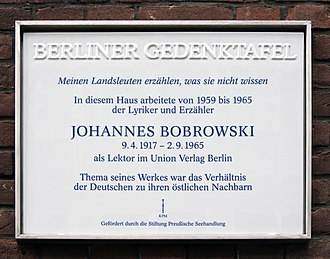 BERLINER GEDENKTAFEL
Meinen Landsleuten erzählen, was sie nicht wissen
In diesem Haus arbeitete von 1959 bis 1965
der Lyriker und Erzähler
JOHANNES BOBROWSKI
9. 4. 1917 – 2. 9. 1965
als Lektor im Union Verlag Berlin
Thema seines Werkes war das Verhältnis
der Deutschen zu ihren östlichen Nachbarn
KPM
Gefördert durch die Stiftung Preußische Seehandlung